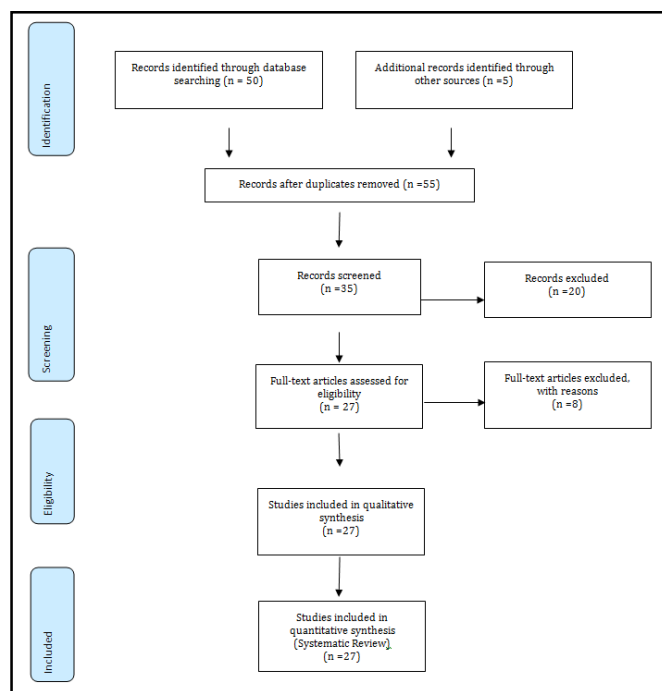 Identification
Records identified through database
searching (n = 50)
Additional records identified through
other sources (n =5)
Records after duplicates removed (n =55)
Screening
Records screened
(n =35)
Records excluded
(n =20)
Full-text articles assessed for
eligibility
(n = 27)
Full-text articles excluded,
with reasons
(n =8)
Eligibility
Studies included in qualitative
synthesis
(n =27)
Included
Studies included in
quantitative synthesis
(Systematic Review)
(n =27)